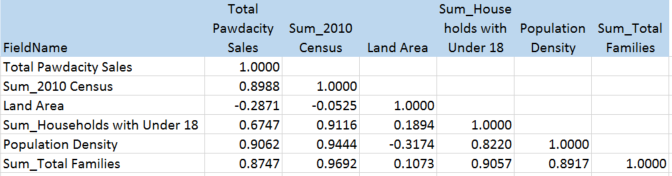 Total Pawdacity Sales Sum_2010 Census Land Area Sum_House holds with Under 18 Population Density Sum_Total Families
FieldName
Total Pawdacity Sales 1.0000
Sum_2010 Census 0.8988 1.0000
Land Area -0.2871 -0.0525 1.0000
Sum_Households with Under 18 0.6747 0.9116 0.1894 1.0000
Population Density 0.9062 0.9444 -0.3174 0.8220 1.0000
Sum_Total Families 0.8747 0.9692 0.1073 0.9057 0.8917 1.0000